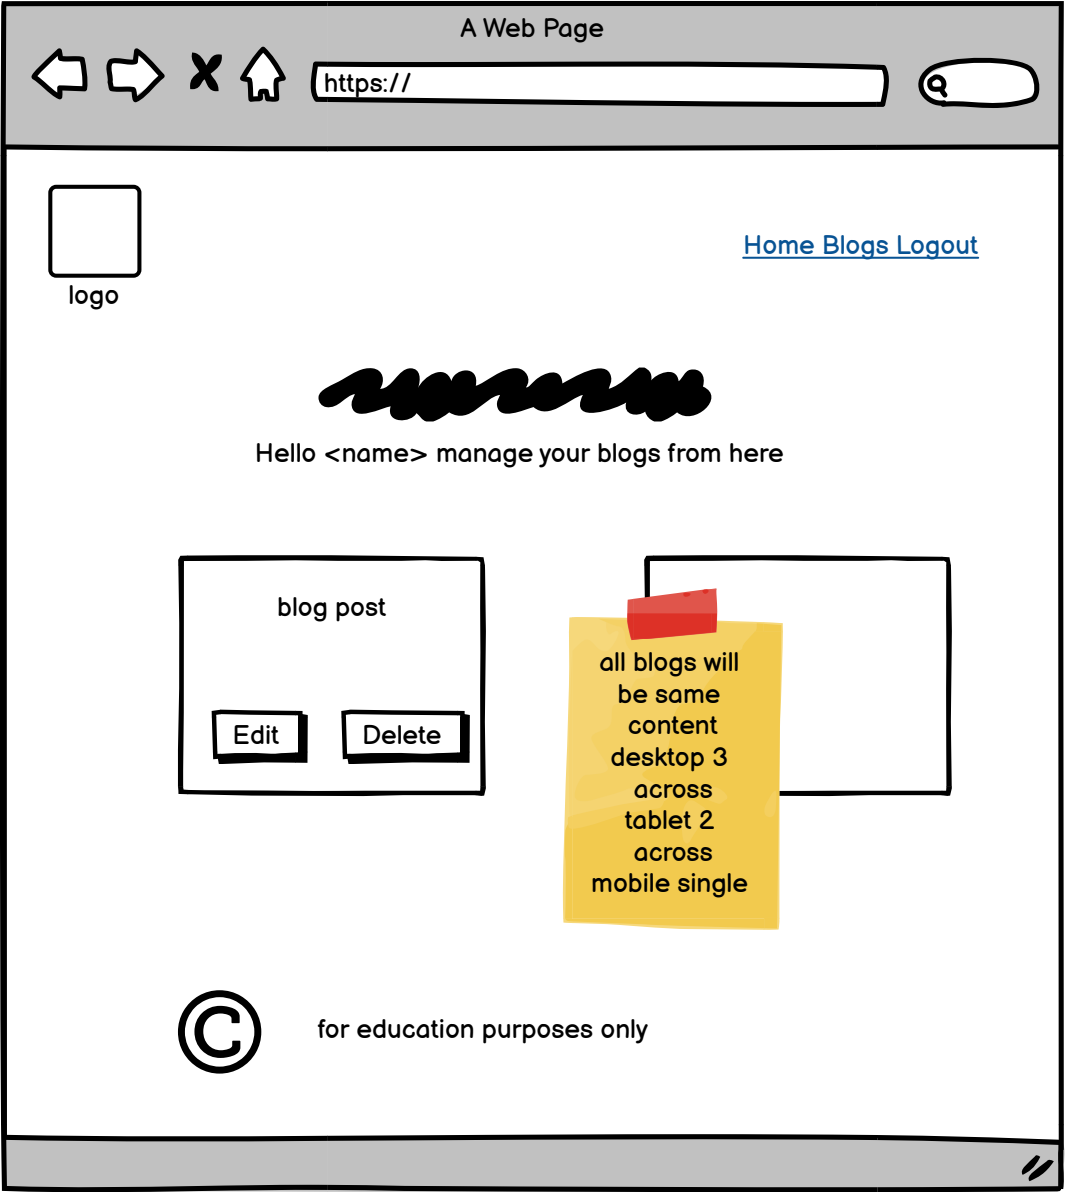 A Web Page
https://
Home Blogs Logout
logo
Hello <name> manage your blogs from here
blog post
Edit
Delete
all blogs will
be same
content
desktop 3
across
tablet 2
across
mobile single
© for education purposes only